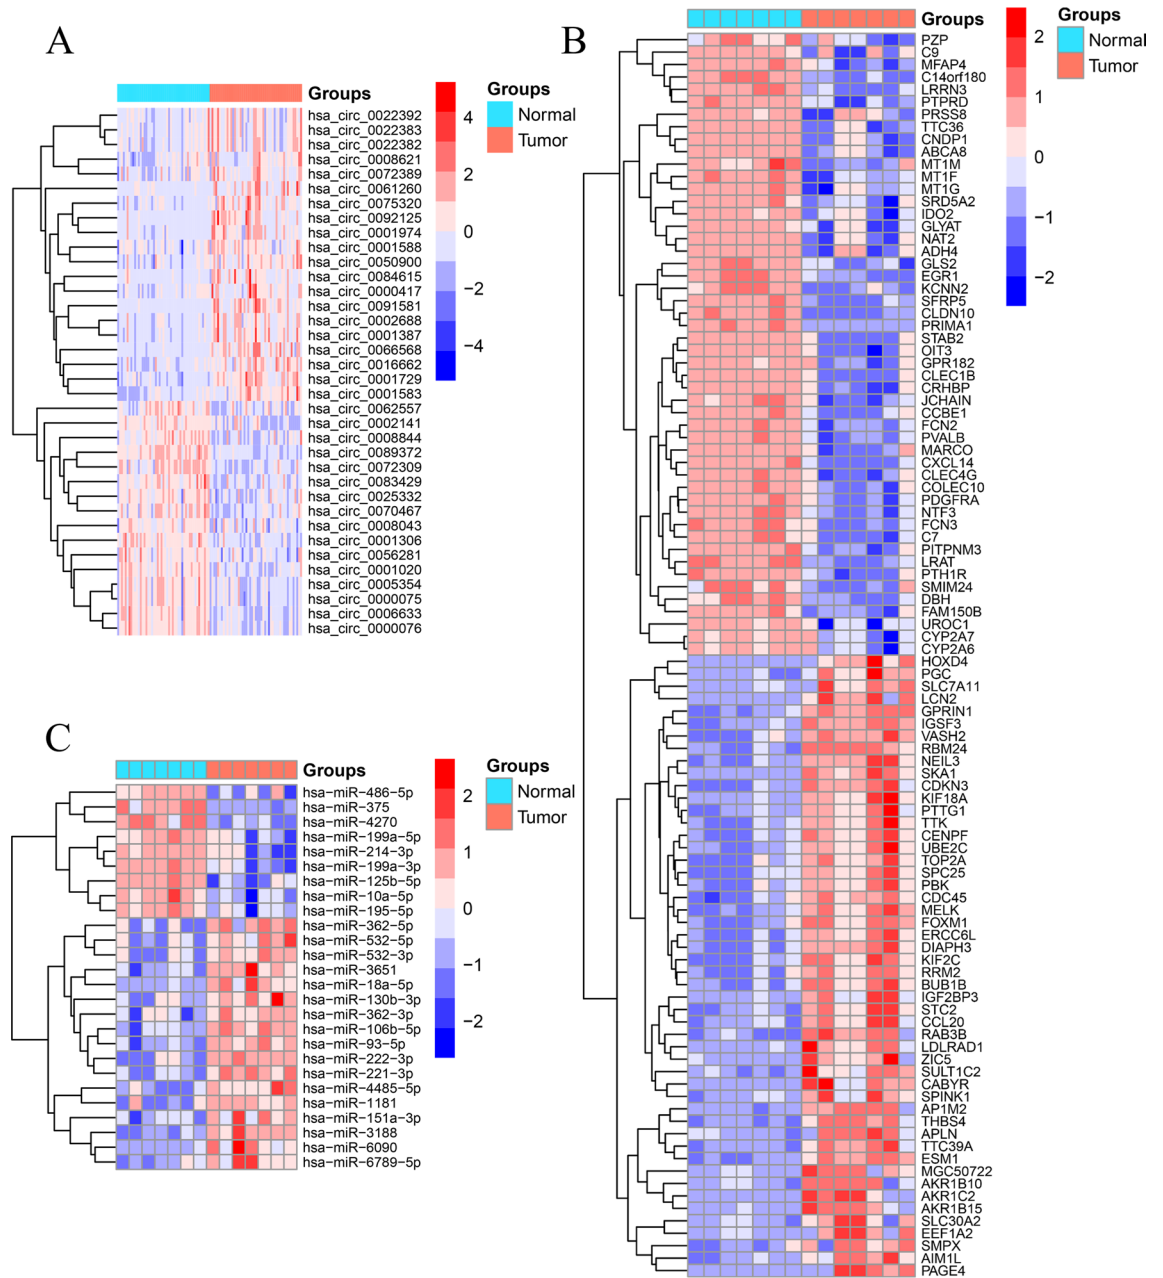 A
Groups
hsa_circ_0022392
hsa_circ_0022383
hsa_circ_0022382
hsa_circ_0008621
hsa_circ_0072389
hsa_circ_0061260
hsa_circ_0075320
hsa_circ_0092125
hsa_circ_0001974
hsa_circ_0001588
hsa_circ_0050900
hsa_circ_0084615
hsa_circ_0000417
hsa_circ_0091581
hsa_circ_0002688
hsa_circ_0001387
hsa_circ_0066568
hsa_circ_0016662
hsa_circ_0001729
hsa_circ_0001583
hsa_circ_0062557
hsa_circ_0002141
hsa_circ_0008844
hsa_circ_0089372
hsa_circ_0072309
hsa_circ_0083429
hsa_circ_0025332
hsa_circ_0070467
hsa_circ_0008043
hsa_circ_0001306
hsa_circ_0056281
hsa_circ_0001020
hsa_circ_0005354
hsa_circ_0000075
hsa_circ_0006633
hsa_circ_0000076
4
2
0
−2
−4
Groups
Normal
Tumor
B
Groups
PZP
C9
MFAP4
C14orf180
LRRN3
PTPRD
PRSS8
TTC36
CNDP1
ABCA8
MT1M
MT1F
MT1G
SRD5A2
IDO2
GLYAT
NAT2
ADH4
GLS2
EGR1
KCNN2
SFRP5
CLDN10
PRIMA1
STAB2
OIT3
GPR182
CLEC1B
CRHBP
JCHAIN
CCBE1
FCN2
PVALB
MARCO
CXCL14
CLEC4G
COLEC10
PDGFRA
NTF3
FCN3
C7
PITPNM3
LRAT
PTH1R
SMIM24
DBH
FAM150B
UROC1
CYP2A7
CYP2A6
HOXD4
PGC
SLC7A11
LCN2
GPRIN1
IGSF3
VASH2
RBM24
NEIL3
SKA1
CDKN3
KIF18A
PTTG1
TTK
CENPF
UBE2C
TOP2A
SPC25
PBK
CDC45
MELK
FOXM1
ERCC6L
DIAPH3
KIF2C
RRM2
BUB1B
IGF2BP3
STC2
CCL20
RAB3B
LDLRAD1
ZIC5
SULT1C2
CABYR
SPINK1
AP1M2
THBS4
APLN
TTC39A
ESM1
MGC50722
AKR1B10
AKR1C2
AKR1B15
SLC30A2
EEF1A2
SMPX
AIM1L
PAGE4
2
1
0
−1
−2
Groups
Normal
Tumor
C
Groups
hsa−miR−486−5p
hsa−miR−375
hsa−miR−4270
hsa−miR−199a−5p
hsa−miR−214−3p
hsa−miR−199a−3p
hsa−miR−125b−5p
hsa−miR−10a−5p
hsa−miR−195−5p
hsa−miR−362−5p
hsa−miR−532−5p
hsa−miR−532−3p
hsa−miR−3651
hsa−miR−18a−5p
hsa−miR−130b−3p
hsa−miR−362−3p
hsa−miR−106b−5p
hsa−miR−93−5p
hsa−miR−222−3p
hsa−miR−221−3p
hsa−miR−4485−5p
hsa−miR−1181
hsa−miR−151a−3p
hsa−miR−3188
hsa−miR−6090
hsa−miR−6789−5p
2
1
0
−1
−2
Groups
Normal
Tumor